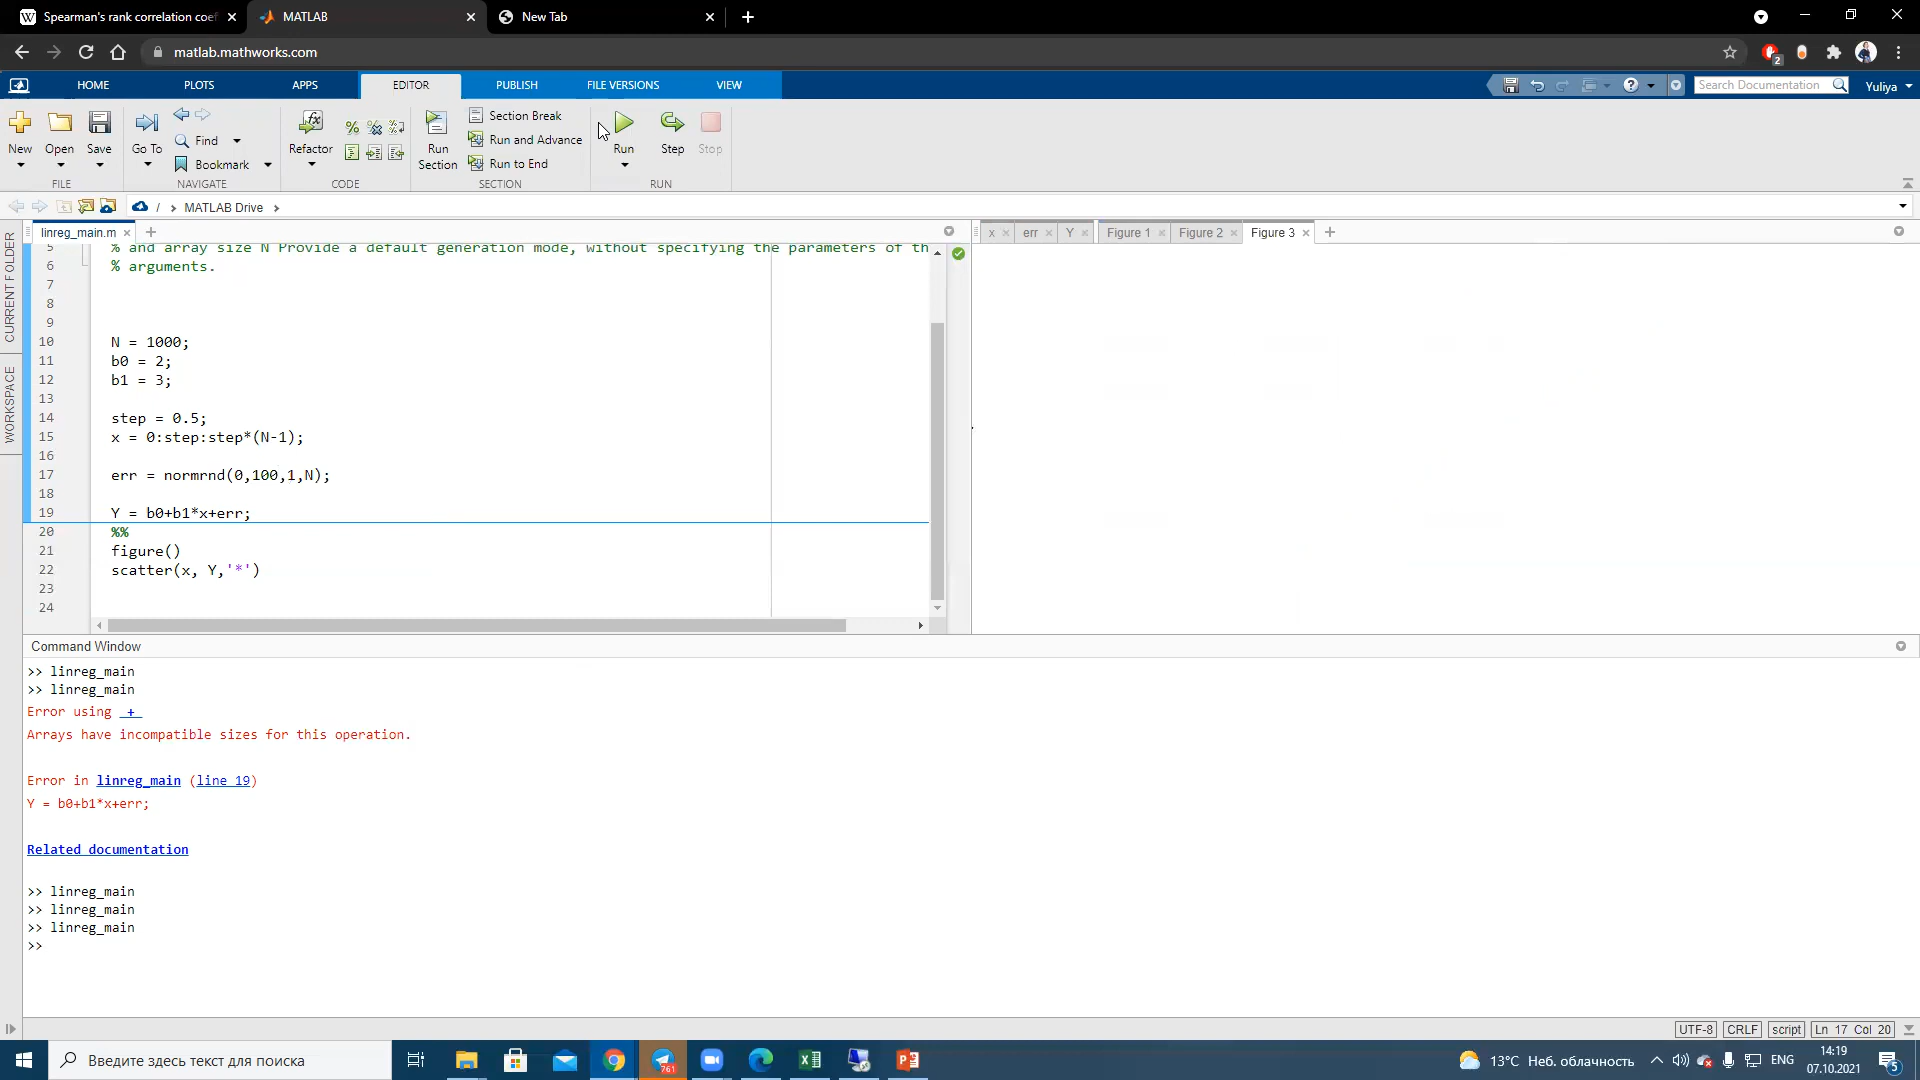 Spearman's rank correlation coef
MATLAB
New Tab
matlab.mathworks.com
2
HOME
PLOTS
APPS
EDITOR
PUBLISH
FILE VERSIONS
VIEW
Search Documentation
Yuliya
New
Open
Save
Go To
Find
Bookmark
Refactor
Run
Section
Section Break
Run and Advance
Run to End
Run
Step
Stop
FILE
NAVIGATE
CODE
SECTION
RUN
/
MATLAB Drive
CURRENT FOLDER
WORKSPACE
linreg_main.m
5 % and array size N Provide a default generation mode, without specifying the parameters of th
6 % arguments.
7
8
9
10 N = 1000;
11 b0 = 2;
12 b1 = 3;
13
14 step = 0.5;
15 x = 0:step:step*(N-1);
16
17 err = normrnd(0,100,1,N);
18
19 Y = b0+b1*x+err;
20 %%
21 figure()
22 scatter(x, Y,'*')
23
24
x
err
Y
Figure 1
Figure 2
Figure 3
Command Window
>> linreg_main
>> linreg_main
Error using +
Arrays have incompatible sizes for this operation.
Error in linreg_main (line 19)
Y = b0+b1*x+err;
Related documentation
>> linreg_main
>> linreg_main
>> linreg_main
>>
UTF-8
CRLF
script
Ln 17 Col 20
Введите здесь текст для поиска
761
13°C Неб. облачность
ENG
14:19
07.10.2021
5